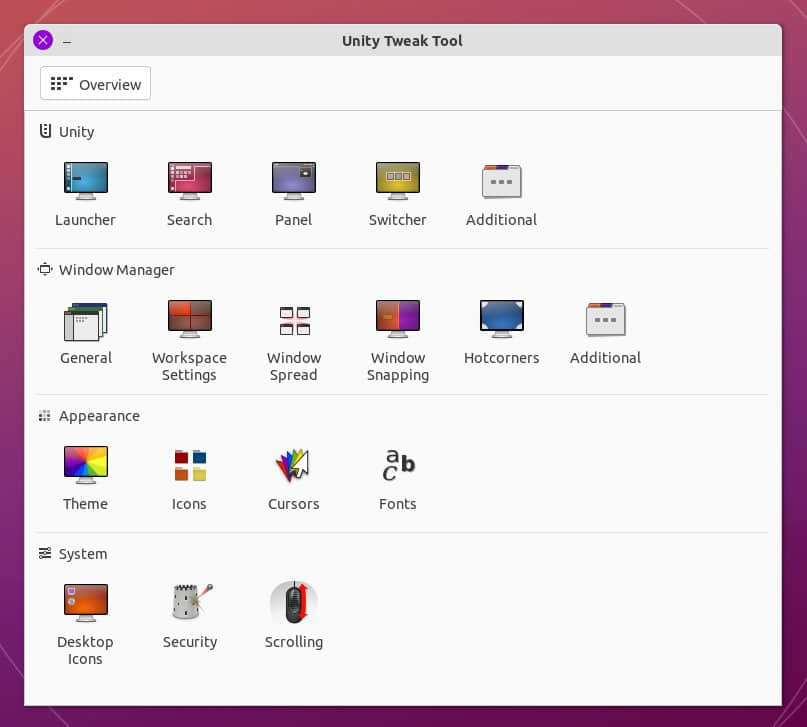 Unity Tweak Tool
Overview
Unity
Launcher
Search
Panel
Switcher
Additional
Window Manager
General
Workspace
Settings
Window
Spread
Window
Snapping
Hotcorners
Additional
Appearance
Theme
Icons
Cursors
a
c
b
Fonts
System
Desktop
Icons
Security
Scrolling